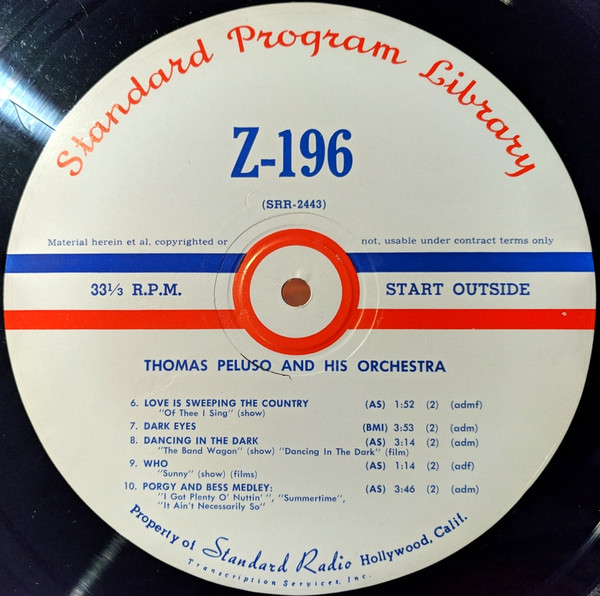 Standard Program Library
Z-196
(SRR-2443)
Material herein et al, copyrighted or not, usable under contract terms only
33⅓ R.P.M. START OUTSIDE
THOMAS PELUSO AND HIS ORCHESTRA
6. LOVE IS SWEEPING THE COUNTRY (AS) 1:52 (2) (admf)
"Of Thee I Sing" (show)
7. DARK EYES (BMI) 3:53 (2) (adm)
8. DANCING IN THE DARK (AS) 3:14 (2) (adm)
"The Band Wagon" (show) "Dancing In The Dark" (film)
9. WHO (AS) 1:14 (2) (adf)
"Sunny" (show) (films)
10. PORGY AND BESS MEDLEY: (AS) 3:46 (2) (adm)
"I Got Plenty O' Nuttin'", "Summertime",
"It Ain't Necessarily So"
Property of Standard Radio Hollywood, Calif.
Transcription Services, Inc.